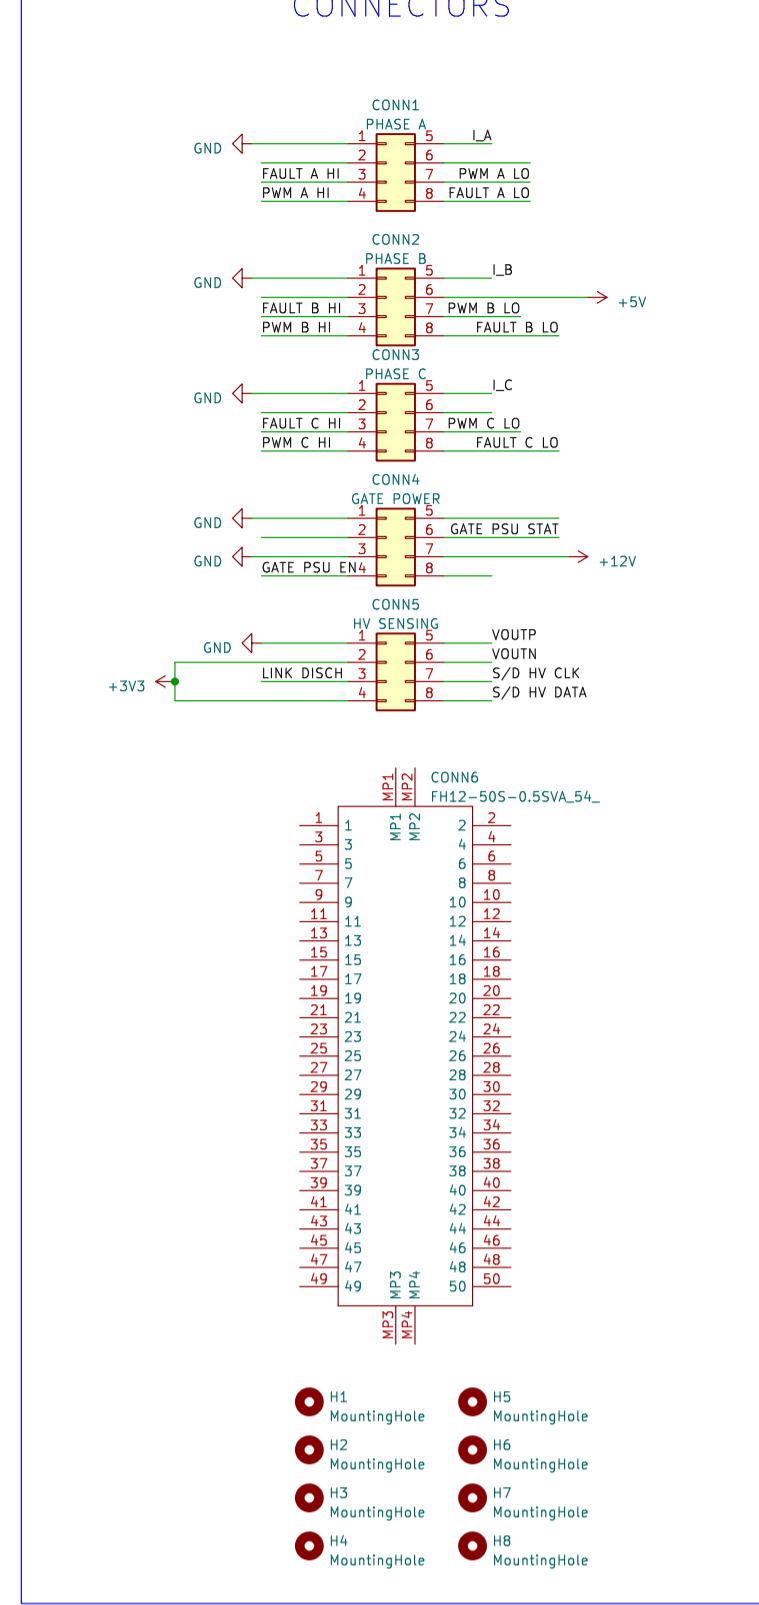 CONNECTORS
CONN1
PHASE A
GND
1 5 I_A
2 6
FAULT A HI 3 7 PWM A LO
PWM A HI 4 8 FAULT A LO
CONN2
PHASE B
GND
1 5 I_B
2 6 +5V
FAULT B HI 3 7 PWM B LO
PWM B HI 4 8 FAULT B LO
CONN3
PHASE C
GND
1 5 I_C
2 6
FAULT C HI 3 7 PWM C LO
PWM C HI 4 8 FAULT C LO
CONN4
GATE POWER
GND
1 5
2 6 GATE PSU STAT
GND 3 7 +12V
GATE PSU EN 4 8
CONN5
HV SENSING
GND
1 5 VOUTP
2 6 VOUTN
+3V3
LINK DISCH 3 7 S/D HV CLK
4 8 S/D HV DATA
MP1 MP2
CONN6
FH12-50S-0.5SVA_54_
MP1 MP2
1 1 2 2
3 3 4 4
5 5 6 6
7 7 8 8
9 9 10 10
11 11 12 12
13 13 14 14
15 15 16 16
17 17 18 18
19 19 20 20
21 21 22 22
23 23 24 24
25 25 26 26
27 27 28 28
29 29 30 30
31 31 32 32
33 33 34 34
35 35 36 36
37 37 38 38
39 39 40 40
41 41 42 42
43 43 44 44
45 45 46 46
47 47 48 48
49 49 50 50
MP3 MP4
MP3 MP4
H1
MountingHole
H5
MountingHole
H2
MountingHole
H6
MountingHole
H3
MountingHole
H7
MountingHole
H4
MountingHole
H8
MountingHole